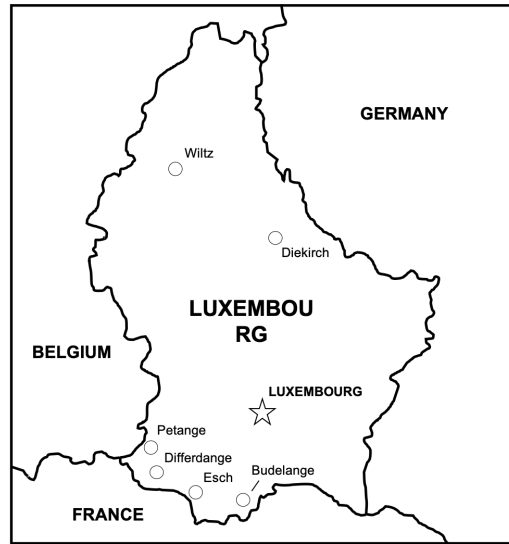 GERMANY
Wiltz
Diekirch
LUXEMBOU
RG
BELGIUM
LUXEMBOURG
Petange
Differdange
Esch
Budelange
FRANCE